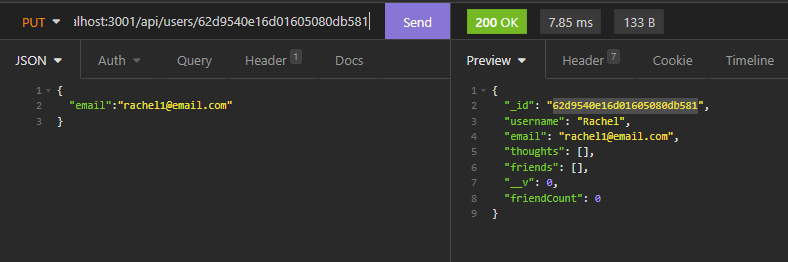 PUT alhost:3001/api/users/62d9540e16d01605080db581 Send 200 OK 7.85 ms 133 B
JSON Auth Query Header 1 Docs Preview Header 7 Cookie Timeline
1 {
2 "email":"rachel1@email.com"
3 }
1 {
2 "_id": "62d9540e16d01605080db581",
3 "username": "Rachel",
4 "email": "rachel1@email.com",
5 "thoughts": [],
6 "friends": [],
7 "__v": 0,
8 "friendCount": 0
9 }